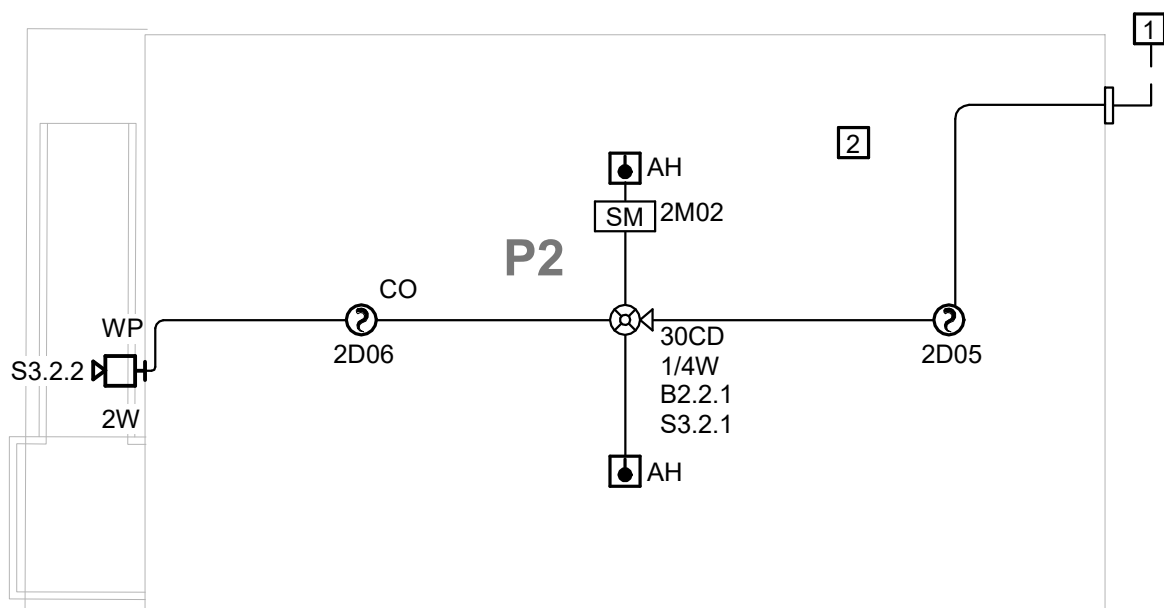 1
2
AH
SM
2M02
P2
CO
2D06
30CD
1/4W
B2.2.1
S3.2.1
2D05
WP
S3.2.2
2W
AH